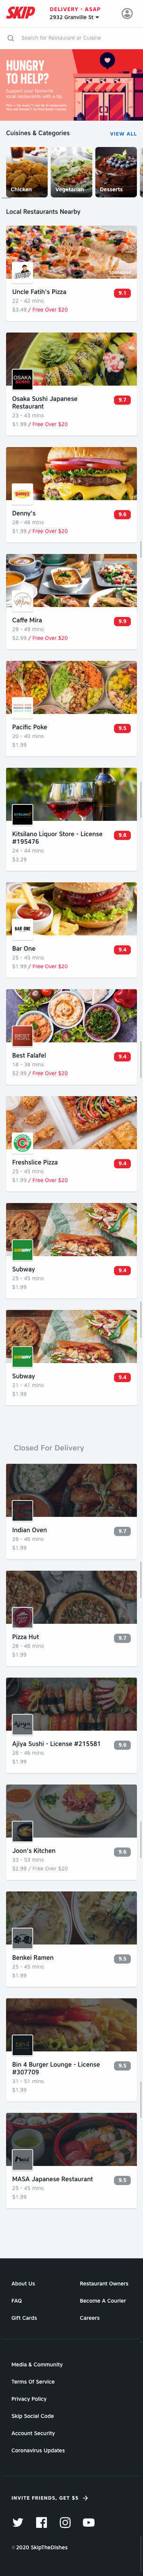 SKIP
DELIVERY • ASAP
2932 Granville St
Search for Restaurant or Cuisine
HUNGRY
TO HELP?
Support your favourite
local restaurants with a tip.
Cuisines & Categories
VIEW ALL
Chicken
Vegetarian
Desserts
Local Restaurants Nearby
Uncle Fatih's Pizza
9.1
22 - 42 mins
$3.49 / Free Over $20
OSAKA
SUSHI
Osaka Sushi Japanese
Restaurant
9.7
23 - 43 mins
$1.99 / Free Over $20
Denny's
Denny's
9.6
28 - 48 mins
$1.99 / Free Over $20
Caffe Mira
9.9
29 - 49 mins
$2.99 / Free Over $20
Pacific Poke
9.5
20 - 40 mins
$1.99
Kitsilano Liquor Store - License
#195476
9.8
24 - 44 mins
$3.29
BAR ONE
Bar One
9.4
25 - 45 mins
$1.99 / Free Over $20
Best Falafel
9.4
18 - 38 mins
$2.99 / Free Over $20
Freshslice Pizza
9.4
25 - 45 mins
$1.99 / Free Over $20
SUBWAY
Subway
9.4
25 - 45 mins
$1.99
SUBWAY
Subway
9.4
21 - 41 mins
$1.99
Closed For Delivery
Indian Oven
9.7
26 - 46 mins
$1.99
Pizza Hut
9.7
28 - 48 mins
$1.99
Ajiya
Ajiya Sushi - License #215581
26 - 46 mins
$1.99
Joon's Kitchen
9.6
33 - 53 mins
$2.99 / Free Over $20
Benkei Ramen
9.5
25 - 45 mins
$1.99
bin 4
Bin 4 Burger Lounge - License
#307709
9.5
31 - 51 mins
$1.99
MASA Japanese Restaurant
9.5
25 - 45 mins
$1.99
About Us
Restaurant Owners
FAQ
Become A Courier
Gift Cards
Careers
Media & Community
Terms Of Service
Privacy Policy
Skip Social Code
Account Security
Coronavirus Updates
INVITE FRIENDS, GET $5 →
© 2020 SkipTheDishes